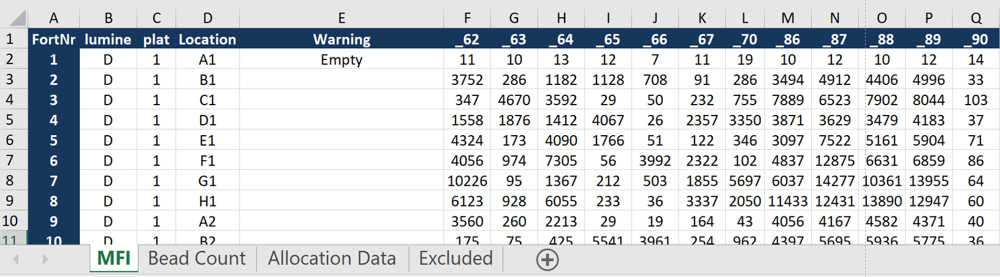 A B C D E F G H I J K L M N O P Q
1 FortNr lumine plat Location Warning _62 _63 _64 _65 _66 _67 _70 _86 _87 _88 _89 _90
2 1 D 1 A1 Empty 11 10 13 12 7 11 19 10 12 10 12 14
3 2 D 1 B1 3752 286 1182 1128 708 91 286 3494 4912 4406 4996 33
4 3 D 1 C1 347 4670 3592 29 50 232 755 7889 6523 7902 8044 103
5 4 D 1 D1 1558 1876 1412 4067 26 2357 3350 3871 3629 3479 4183 37
6 5 D 1 E1 4324 173 4090 1766 51 122 346 3097 7522 5161 5904 71
7 6 D 1 F1 4056 974 7305 56 3992 2322 102 4837 12875 6631 6859 86
8 7 D 1 G1 10226 95 1367 212 503 1855 5697 6037 14277 10361 13955 64
9 8 D 1 H1 6123 928 6055 233 36 3337 2050 11433 12431 13890 12947 60
10 9 D 1 A2 3560 260 2213 29 19 164 43 4056 4167 4582 4371 40
11 10 D 1 B2 175 75 425 5541 3961 254 962 4397 5695 5936 5775 36
MFI Bead Count Allocation Data Excluded